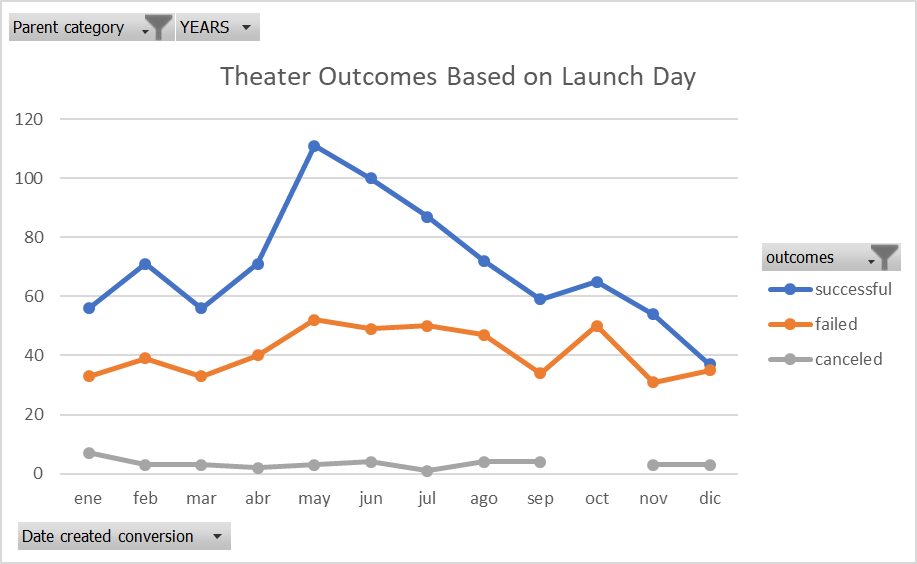 Parent category YEARS
Theater Outcomes Based on Launch Day
120
100
80
60
40
20
0
ene feb mar abr may jun jul ago sep oct nov dic
outcomes
successful
failed
canceled
Date created conversion